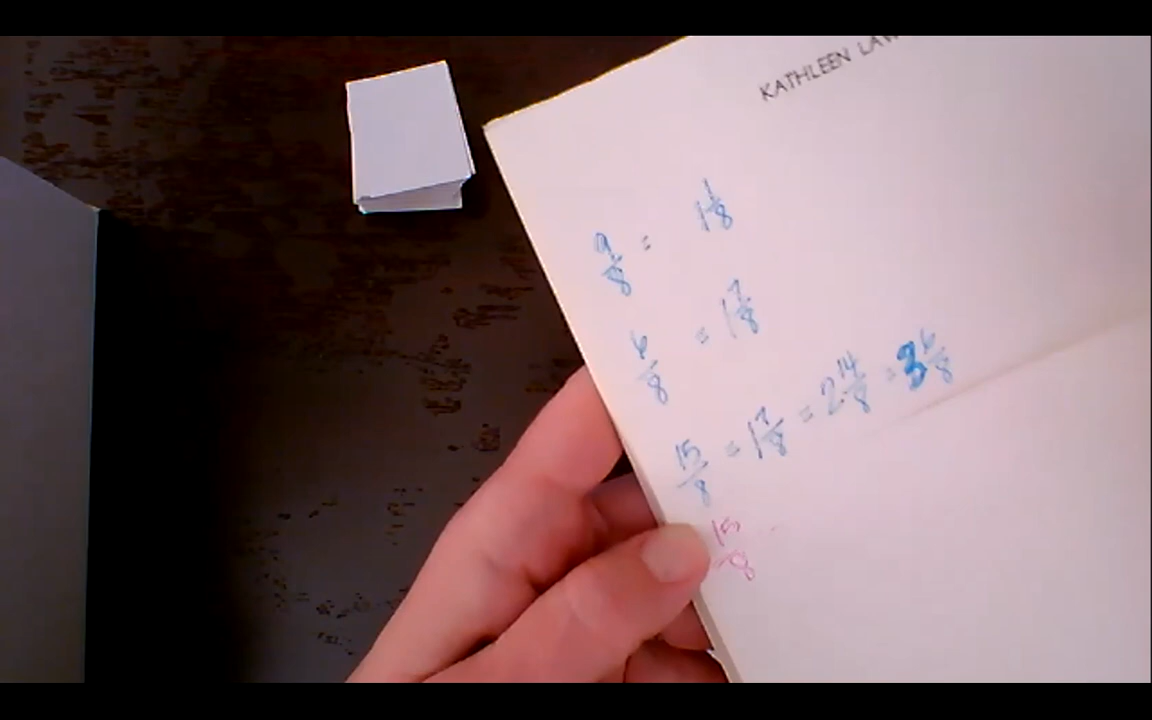 KATHLEEN LAW
9/8 = 1 1/8
6/8 = 1 7/8
15/8 = 1 7/8 = 2 14/8 = 3 6/8
15/8